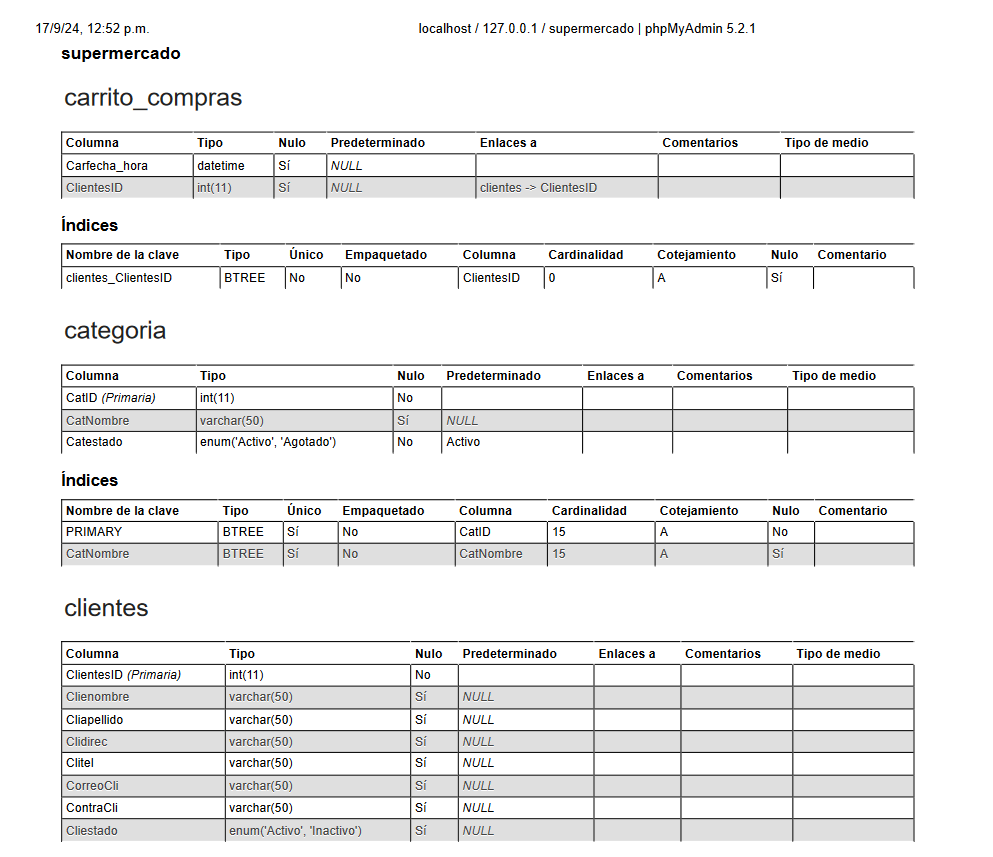 17/9/24, 12:52 p.m. localhost / 127.0.0.1 / supermercado | phpMyAdmin 5.2.1
supermercado
carrito_compras
Columna Tipo Nulo Predeterminado Enlaces a Comentarios Tipo de medio
Carfecha_hora datetime Sí NULL
ClientesID int(11) Sí NULL clientes -> ClientesID
Índices
Nombre de la clave Tipo Único Empaquetado Columna Cardinalidad Cotejamiento Nulo Comentario
clientes_ClientesID BTREE No No ClientesID 0 A Sí
categoria
Columna Tipo Nulo Predeterminado Enlaces a Comentarios Tipo de medio
CatID (Primaria) int(11) No
CatNombre varchar(50) Sí NULL
Catestado enum('Activo', 'Agotado') No Activo
Índices
Nombre de la clave Tipo Único Empaquetado Columna Cardinalidad Cotejamiento Nulo Comentario
PRIMARY BTREE Sí No CatID 15 A No
CatNombre BTREE Sí No CatNombre 15 A Sí
clientes
Columna Tipo Nulo Predeterminado Enlaces a Comentarios Tipo de medio
ClientesID (Primaria) int(11) No
Clienombre varchar(50) Sí NULL
Cliapellido varchar(50) Sí NULL
Clidirec varchar(50) Sí NULL
Clitel varchar(50) Sí NULL
CorreoCli varchar(50) Sí NULL
ContraCli varchar(50) Sí NULL
Cliestado enum('Activo', 'Inactivo') Sí NULL